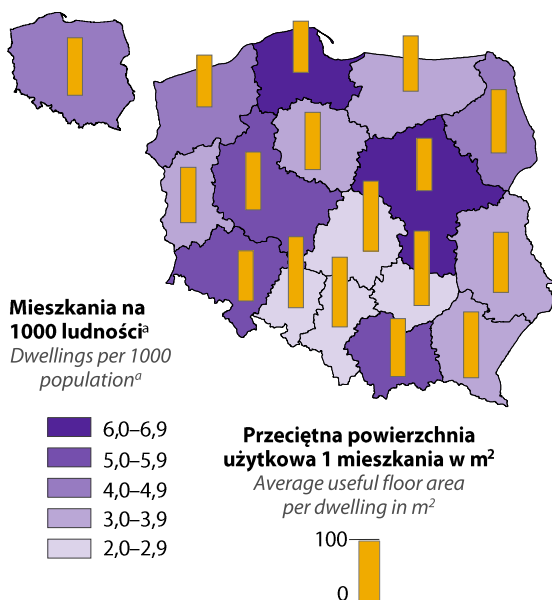 Mieszkania na
1000 ludnościᵃ
Dwellings per 1000
populationᵃ
6,0–6,9
5,0–5,9
4,0–4,9
3,0–3,9
2,0–2,9
Przeciętna powierzchnia
użytkowa 1 mieszkania w m²
Average useful floor area
per dwelling in m²
100
0